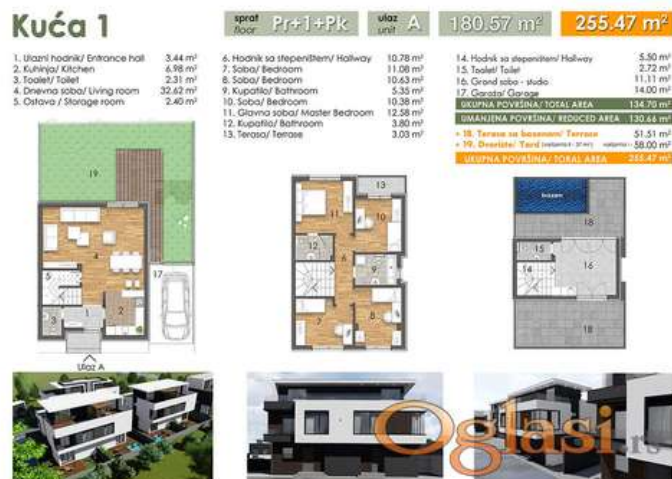 Kuća 1
sprat floor Pr+1+Pk
ulaz unit A
180.57 m²
255.47 m²
1. Ulazni hodnik/ Entrance hall 3.44 m²
2. Kuhinja/ Kitchen 6.98 m²
3. Toalet/ Toilet 2.31 m²
4. Dnevna soba/ Living room 32.62 m²
5. Ostava / Storage room 2.40 m²
6. Hodnik sa stepeništem/ Hallway 10.78 m²
7. Soba/ Bedroom 11.08 m²
8. Soba/ Bedroom 10.63 m²
9. Kupatilo/ Bathroom 5.35 m²
10. Soba/ Bedroom 10.38 m²
11. Glavna soba/ Master Bedroom 12.58 m²
12. Kupatilo/ Bathroom 3.80 m²
13. Terasa/ Terrase 3.03 m²
14. Hodnik sa stepeništem/ Hallway 5.50 m²
15. Toalet/ Toilet 2.72 m²
16. Grand soba - studio 11.11 m²
17. Garaža/ Garage 14.00 m²
UKUPNA POVRŠINA/ TOTAL AREA 134.70 m²
UMANJENA POVRŠINA/ REDUCED AREA 130.66 m²
+ 18. Terasa sa bazenom/ Terrace 51.51 m²
+ 19. Dvorište/ Yard 58.00 m²
UKUPNA POVRŠINA/ TORAL AREA 255.47 m²
19
4
5
3
1
2
17
Ulaz A
13
11
10
12
6
9
7
8
bazen
18
15
14
16
18
Oglasi.rs